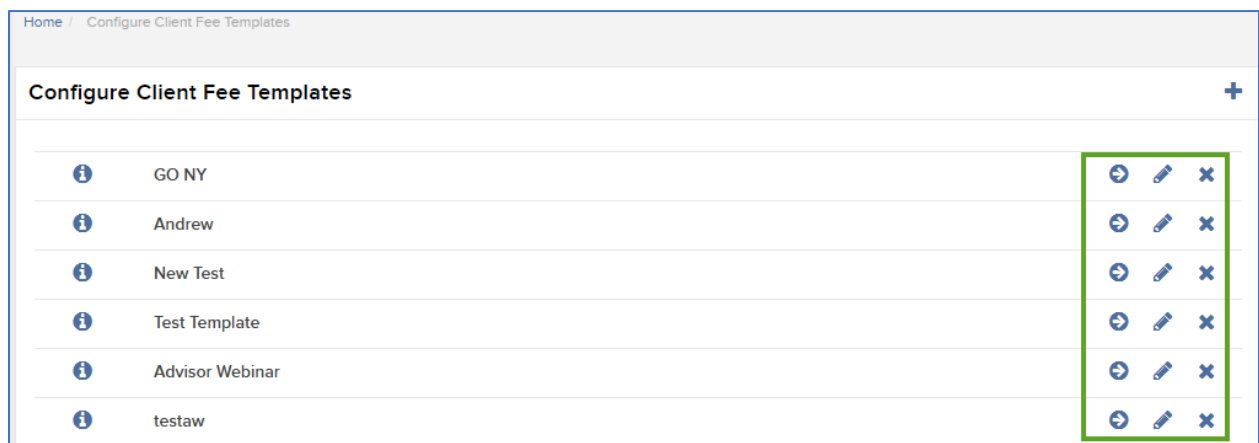 Home / Configure Client Fee Templates
Configure Client Fee Templates
GO NY
Andrew
New Test
Test Template
Advisor Webinar
testaw